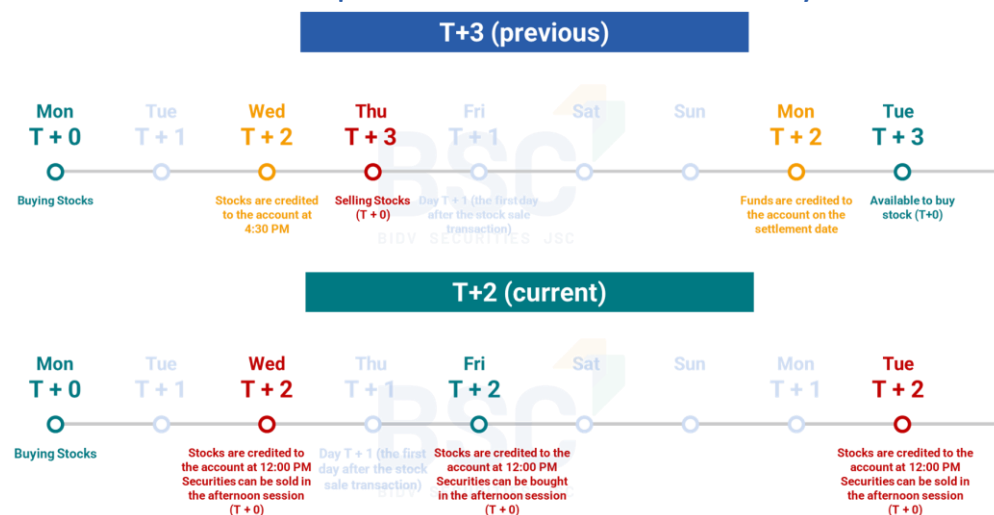 T+3 (previous)
Mon Tue Wed Thu Fri Sat Sun Mon Tue
T + 0 T + 1 T + 2 T + 3 T + 1 T + 2 T + 3
Buying Stocks
Stocks are credited
to the account at
4:30 PM
Selling Stocks
(T + 0)
Day T + 1 (the first day
after the stock sale
transaction)
Funds are credited to
the account on the
settlement date
Available to buy
stock (T+0)
BSC
BIDV SECURITIES JSC
T+2 (current)
Mon Tue Wed Thu Fri Sat Sun Mon Tue
T + 0 T + 1 T + 2 T + 1 T + 2 T + 1 T + 2
Buying Stocks
Stocks are credited to
the account at 12:00 PM
Securities can be sold in
the afternoon session
(T + 0)
Day T + 1 (the first
day after the stock
sale transaction)
Stocks are credited to the
account at 12:00 PM
Securities can be bought
in the afternoon session
(T + 0)
Stocks are credited to the
account at 12:00 PM
Securities can be sold in
the afternoon session
(T + 0)
BSC